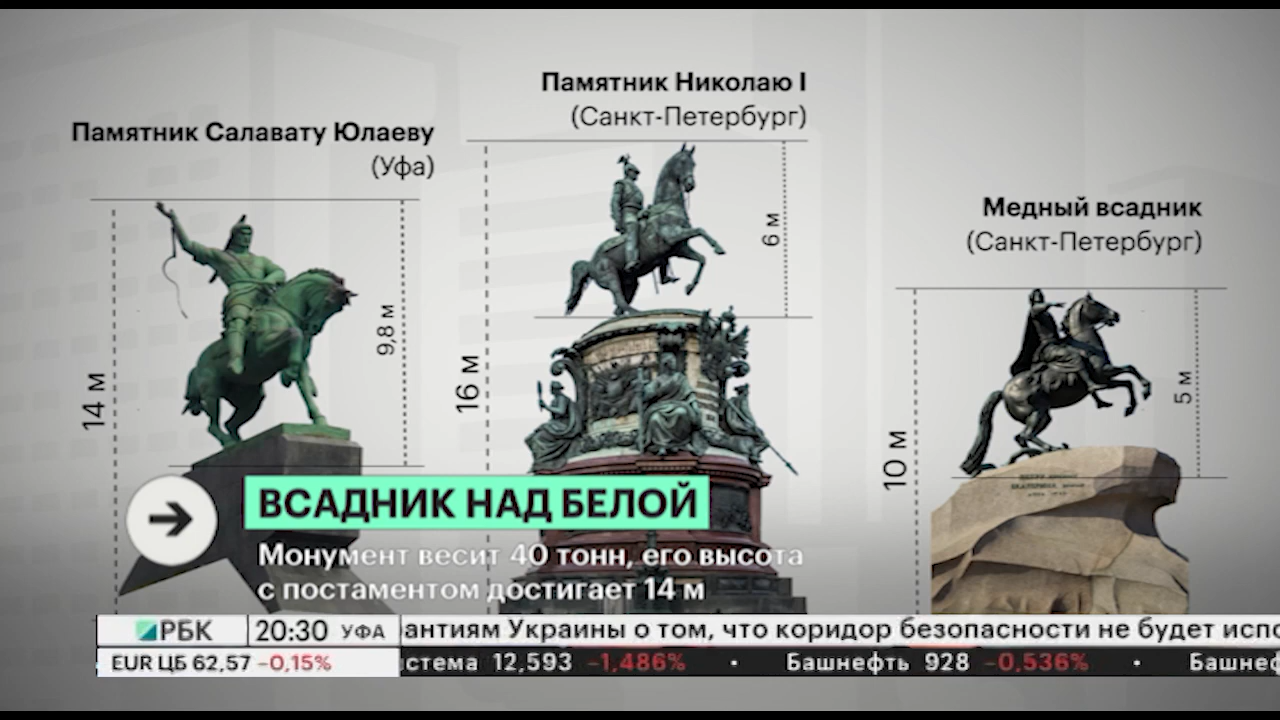 Памятник Николаю I
(Санкт-Петербург)
Памятник Салавату Юлаеву
(Уфа)
Медный всадник
(Санкт-Петербург)
14 м
9,8 м
16 м
6 м
10 м
5 м
ВСАДНИК НАД БЕЛОЙ
Монумент весит 40 тонн, его высота
с постаментом достигает 14 м
РБК 20:30 УФА антиям Украины о том, что коридор безопасности не будет испо
EUR ЦБ 62,57 -0,15% истема 12,593 -1,486% • Башнефть 928 -0,536% • Башнеф